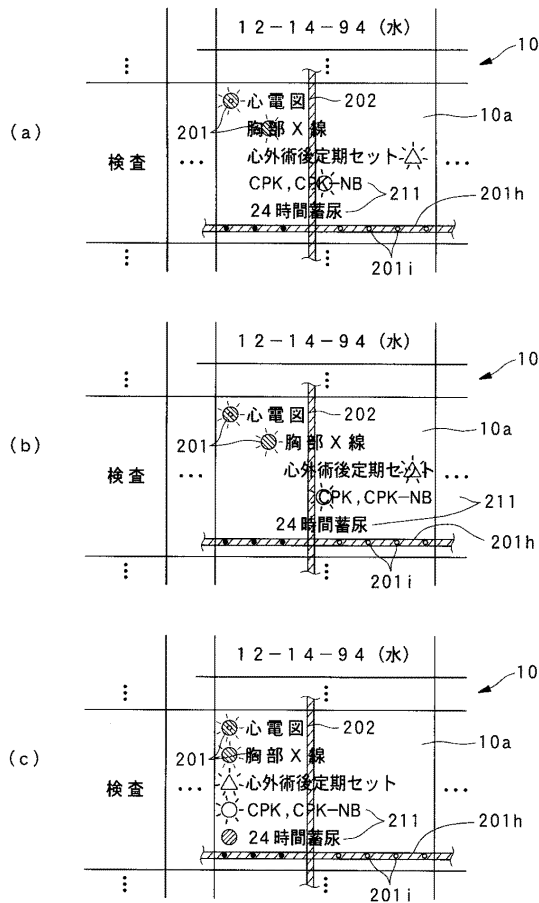 12-14-94 (水)
10
(a)
心電図
202
10a
201
胸部X線
検査
心外術後定期セット
CPK, CPK-NB
211
201h
24時間蓄尿
201i
12-14-94 (水)
10
(b)
心電図
202
10a
201
胸部X線
検査
心外術後定期セット
CPK, CPK-NB
211
24時間蓄尿
201h
201i
12-14-94 (水)
10
(c)
心電図
202
10a
201
胸部X線
検査
心外術後定期セット
CPK, CPK-NB
211
201h
24時間蓄尿
201i